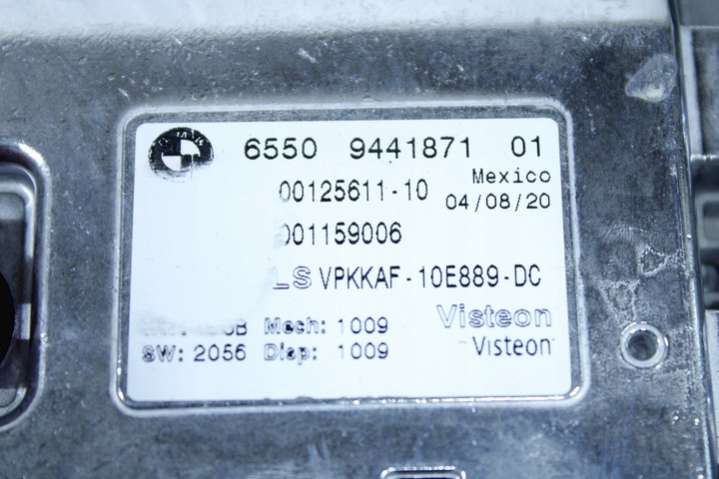 6550 9441871 01
00125611-10 Mexico
04/08/20
001159006
LS VPKKAF-10E889-DC
Mech: 1009 Visteon
SW: 2056 Disp: 1009 Visteon